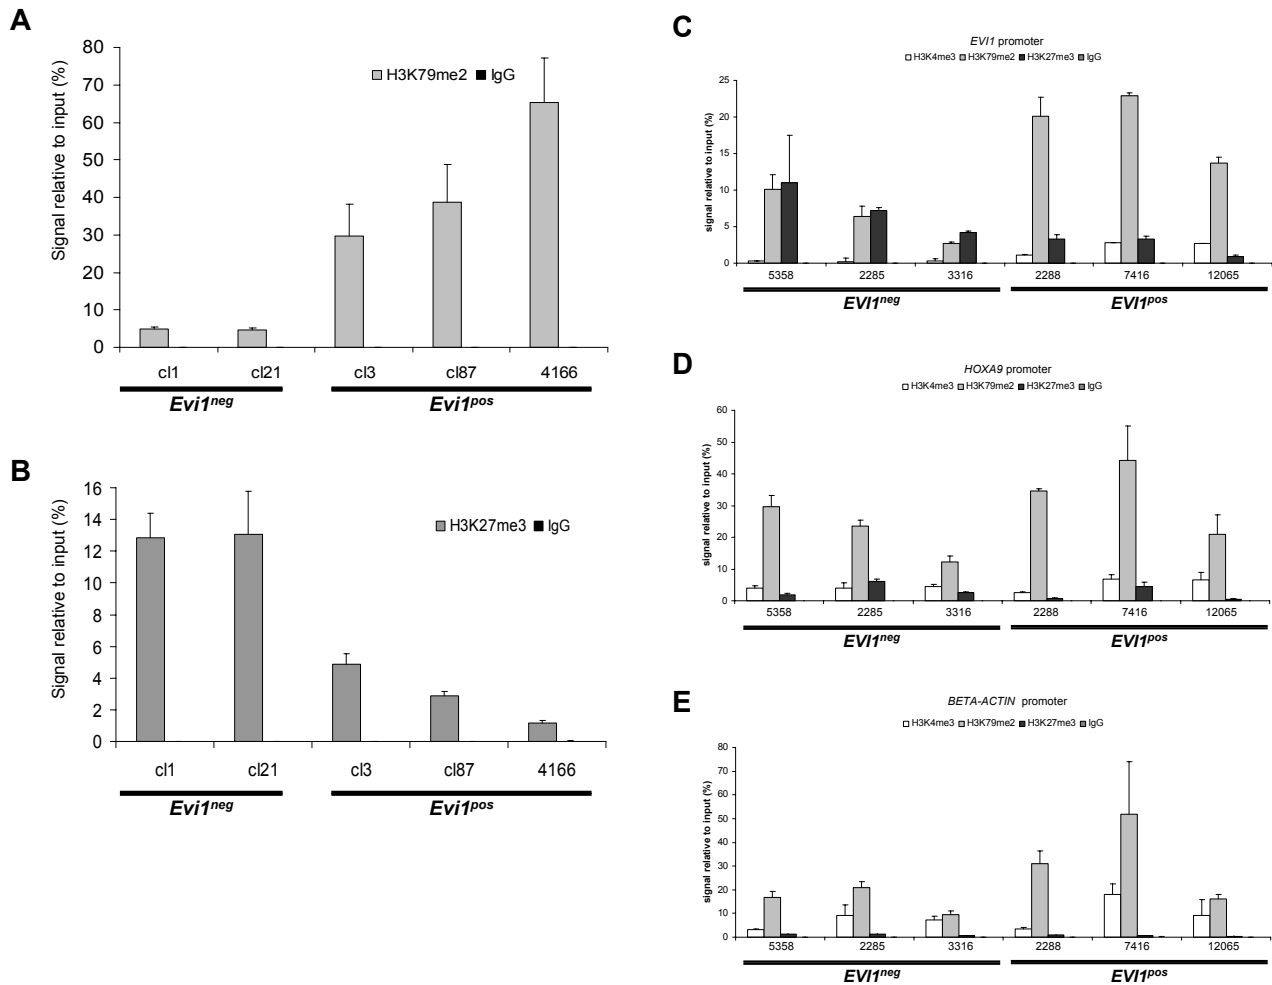 A
Signal relative to input (%)
80
70
60
50
40
30
20
10
0
H3K79me2 IgG
cl1 cl21 cl3 cl87 4166
Evi1neg Evi1pos
B
Signal relative to input (%)
16
14
12
10
8
6
4
2
0
H3K27me3 IgG
cl1 cl21 cl3 cl87 4166
Evi1neg Evi1pos
C
EVI1 promoter
H3K4me3 H3K79me2 H3K27me3 IgG
signal relative to input (%)
25
20
15
10
5
0
5358 2285 3316 2288 7416 12065
EVI1neg EVI1pos
D
HOXA9 promoter
H3K4me3 H3K79me2 H3K27me3 IgG
signal relative to input (%)
60
50
40
30
20
10
0
5358 2285 3316 2288 7416 12065
EVI1neg EVI1pos
E
BETA-ACTIN promoter
H3K4me3 H3K79me2 H3K27me3 IgG
signal relative to input (%)
80
70
60
50
40
30
20
10
0
5358 2285 3316 2288 7416 12065
EVI1neg EVI1pos